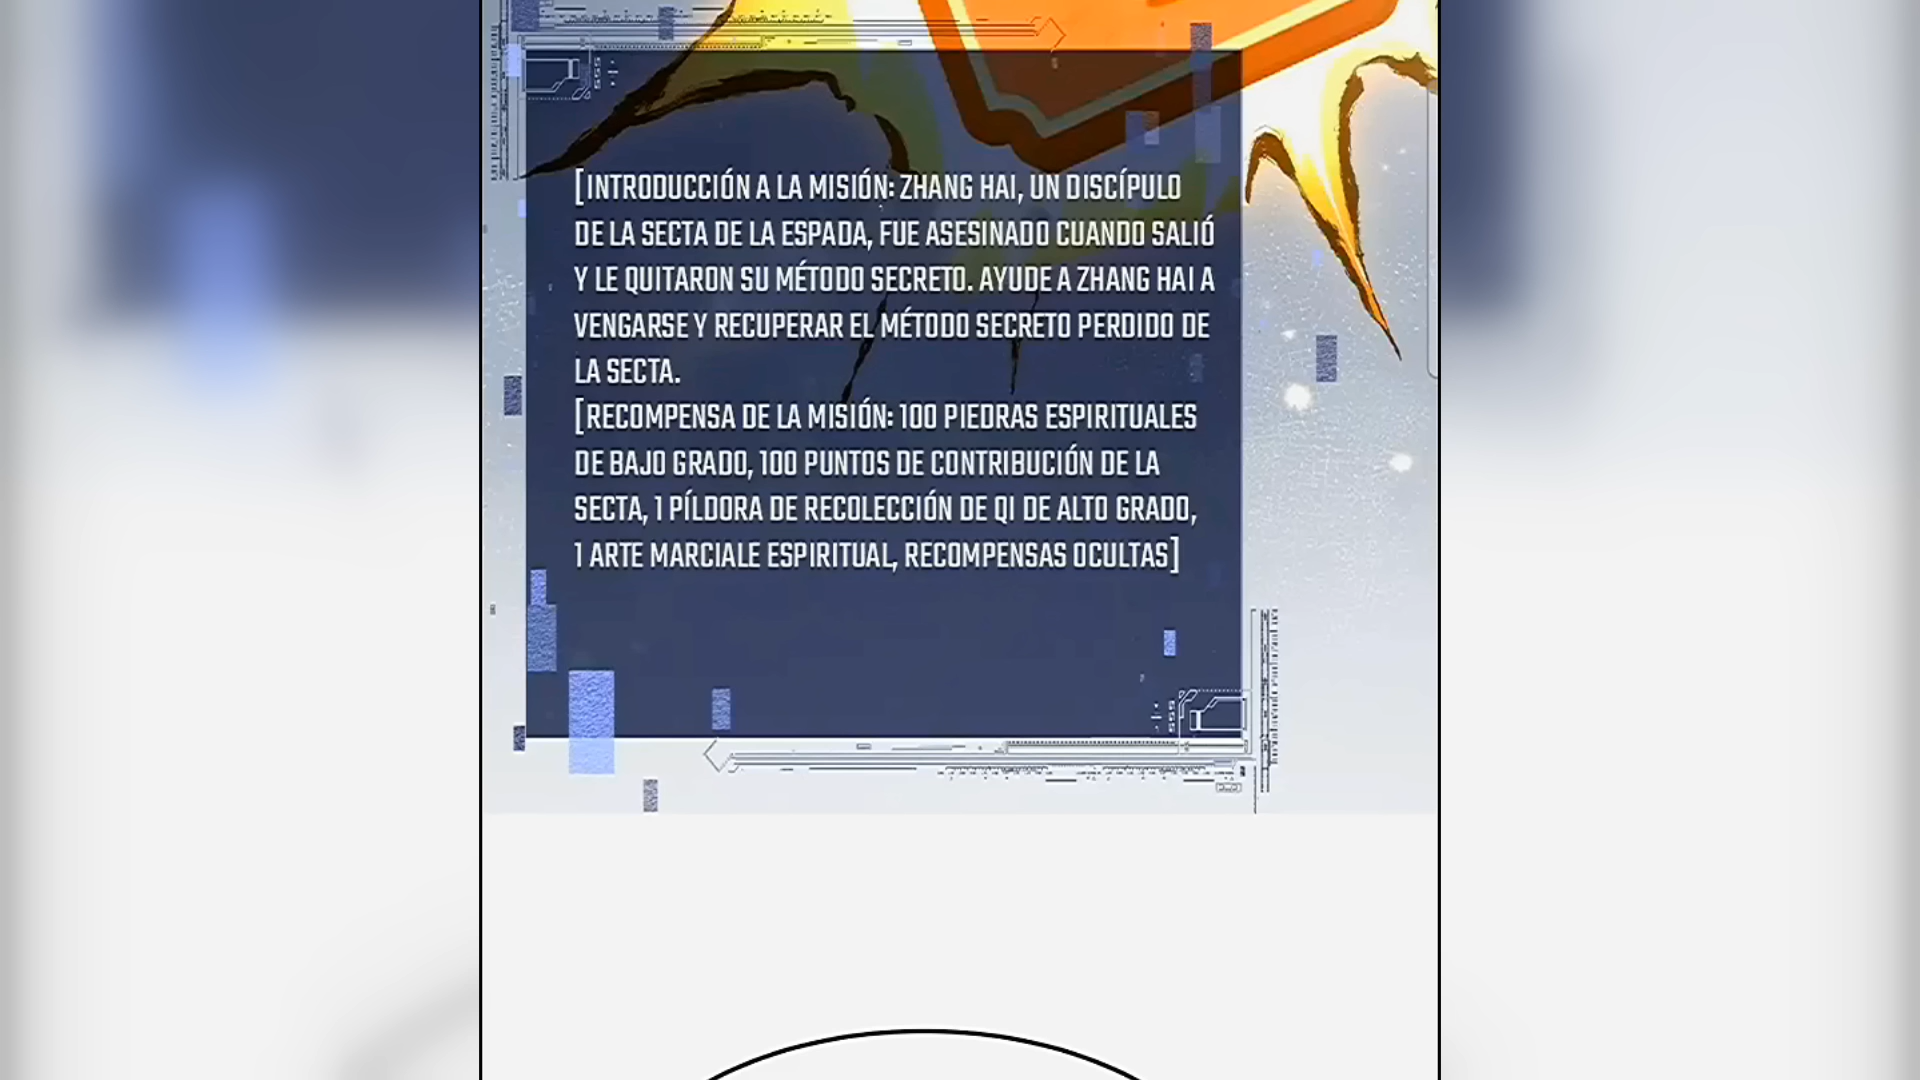 [INTRODUCCIÓN A LA MISIÓN: ZHANG HAI, UN DISCÍPULO
DE LA SECTA DE LA ESPADA, FUE ASESINADO CUANDO SALIÓ
Y LE QUITARON SU MÉTODO SECRETO. AYUDE A ZHANG HAI A
VENGARSE Y RECUPERAR EL MÉTODO SECRETO PERDIDO DE
LA SECTA.
[RECOMPENSA DE LA MISIÓN: 100 PIEDRAS ESPIRITUALES
DE BAJO GRADO, 100 PUNTOS DE CONTRIBUCIÓN DE LA
SECTA, 1 PÍLDORA DE RECOLECCIÓN DE QI DE ALTO GRADO,
1 ARTE MARCIALE ESPIRITUAL, RECOMPENSAS OCULTAS]